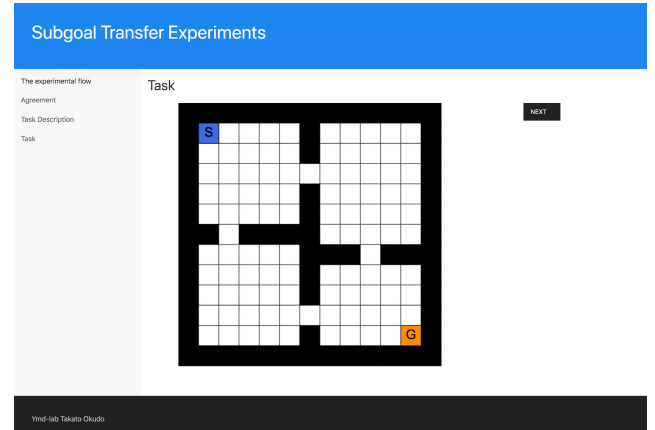 Subgoal Transfer Experiments
The experimental flow
Agreement
Task Description
Task
Task
NEXT
S
G
Ymd-lab Takato Okudo